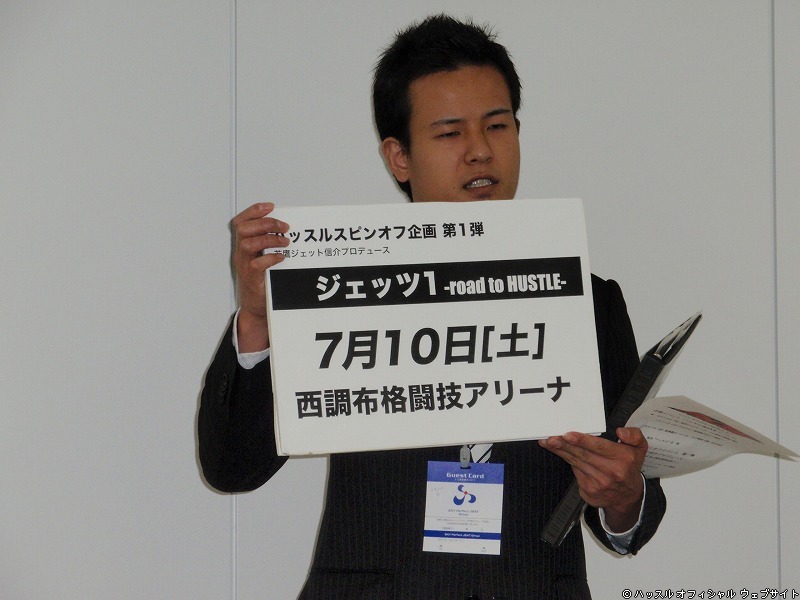 ハッスルスピンオフ企画 第1弾
若鷹ジェット信介プロデュース
ジェッツ1 -road to HUSTLE-
7月10日[土]
西調布格闘技アリーナ
Guest Card
© ハッスル オフィシャル ウェブサイト